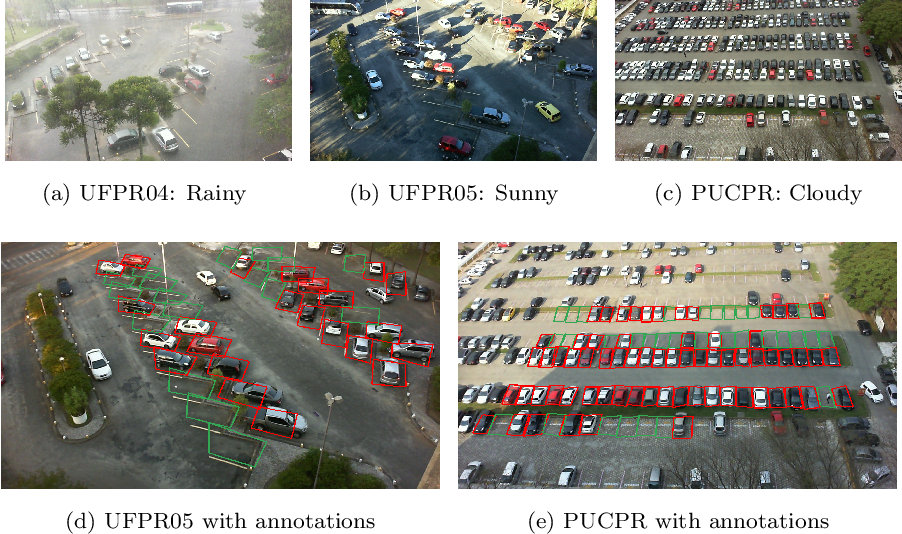 (a) UFPR04: Rainy
(b) UFPR05: Sunny
(c) PUCPR: Cloudy
(d) UFPR05 with annotations
(e) PUCPR with annotations